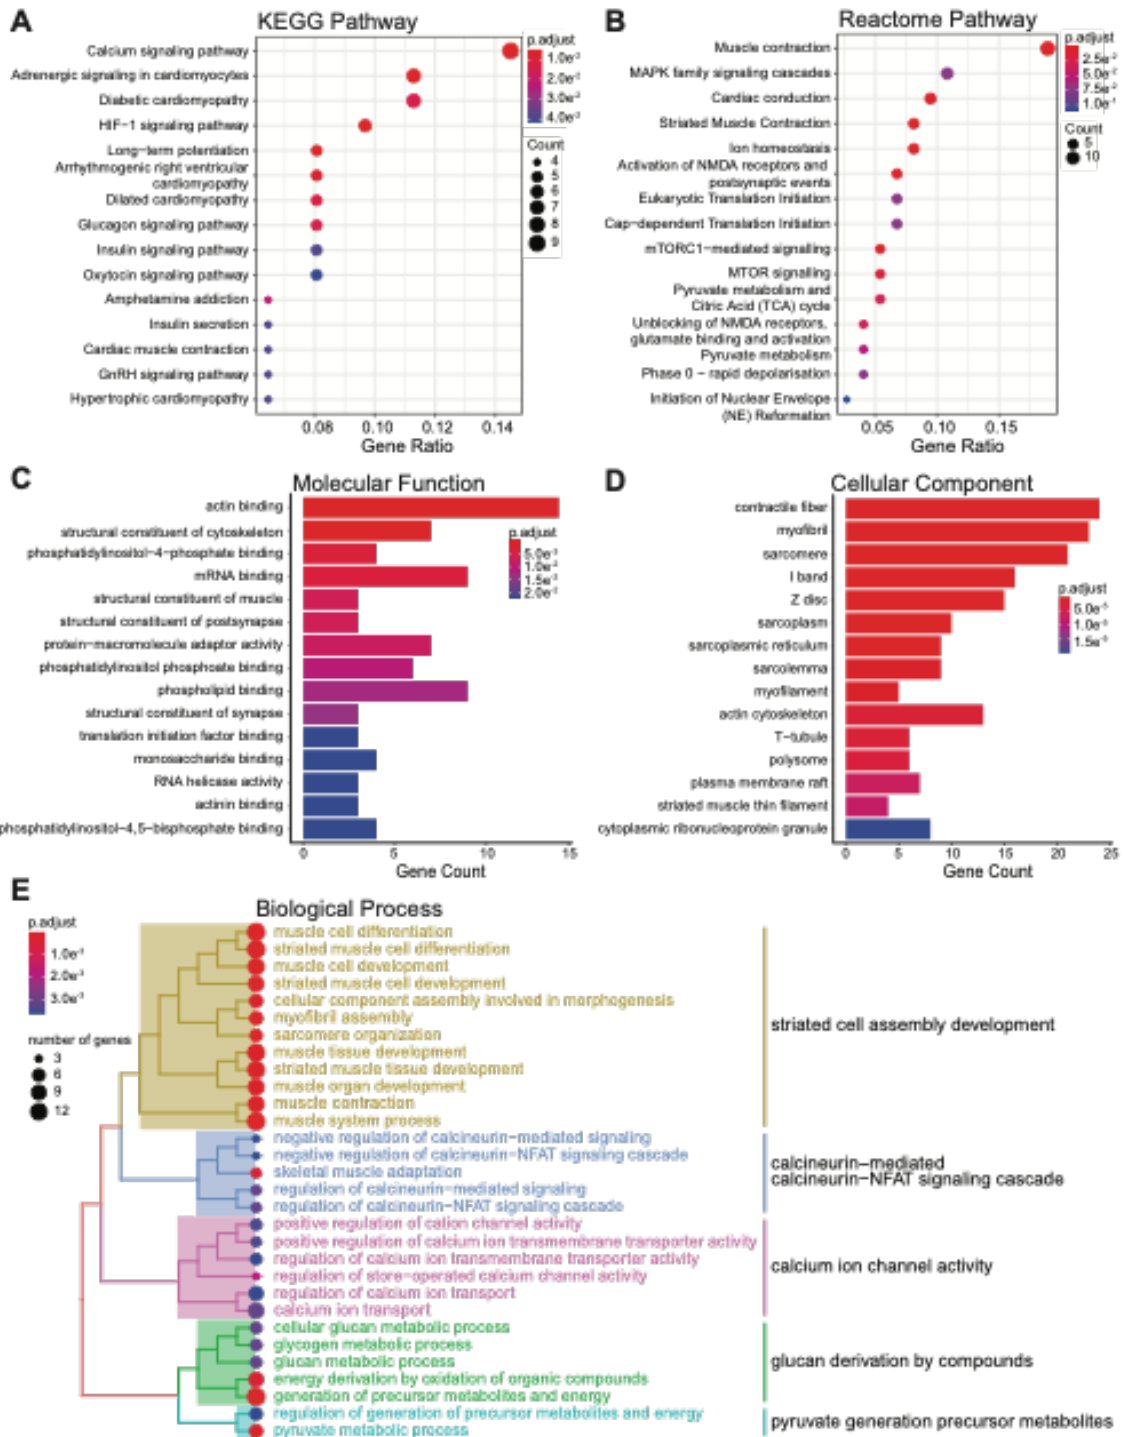 A
KEGG Pathway
Calcium signaling pathway
Adrenergic signaling in cardiomyocytes
Diabetic cardiomyopathy
HIF-1 signaling pathway
Long-term potentiation
Arrhythmogenic right ventricular
cardiomyopathy
Dilated cardiomyopathy
Glucagon signaling pathway
Insulin signaling pathway
Oxytocin signaling pathway
Amphetamine addiction
Insulin secretion
Cardiac muscle contraction
GnRH signaling pathway
Hypertrophic cardiomyopathy
0.08 0.10 0.12 0.14
Gene Ratio
p.adjust
Count
4
5
6
7
8
9
B
Reactome Pathway
Muscle contraction
MAPK family signaling cascades
Cardiac conduction
Striated Muscle Contraction
Ion homeostasis
Activation of NMDA receptors and
postsynaptic events
Eukaryotic Translation Initiation
Cap-dependent Translation Initiation
mTORC1-mediated signalling
MTOR signalling
Pyruvate metabolism and
Citric Acid (TCA) cycle
Unblocking of NMDA receptors,
glutamate binding and activation
Pyruvate metabolism
Phase 0 - rapid depolarisation
Initiation of Nuclear Envelope
(NE) Reformation
0.05 0.10 0.15
Gene Ratio
p.adjust
Count
5
10
C
Molecular Function
actin binding
structural constituent of cytoskeleton
phosphatidylinositol-4-phosphate binding
mRNA binding
structural constituent of muscle
structural constituent of postsynapse
protein-macromolecule adaptor activity
phosphatidylinositol phosphoate binding
phospholipid binding
structural constituent of synapse
translation initiation factor binding
monosaccharide binding
RNA helicase activity
actinin binding
phosphatidylinositol-4,5-bisphosphate binding
0 5 10 15
Gene Count
p.adjust
D
Cellular Component
contractile fiber
myofibril
sarcomere
I band
Z disc
sarcoplasm
sarcoplasmic reticulum
sarcolemma
myofilament
actin cytoskeleton
T-tubule
polysome
plasma membrane raft
striated muscle thin filament
cytoplasmic ribonucleoprotein granule
0 5 10 15 20 25
Gene Count
p.adjust
E
Biological Process
p.adjust
number of genes
3
6
9
12
muscle cell differentiation
striated muscle cell differentiation
muscle cell development
striated muscle cell development
cellular component assembly involved in morphogenesis
myofibril assembly
sarcomere organization
muscle tissue development
striated muscle tissue development
muscle organ development
muscle contraction
muscle system process
striated cell assembly development
negative regulation of calcineurin-mediated signaling
negative regulation of calcineurin-NFAT signaling cascade
skeletal muscle adaptation
regulation of calcineurin-mediated signaling
regulation of calcineurin-NFAT signaling cascade
calcineurin-mediated
calcineurin-NFAT signaling cascade
positive regulation of cation channel activity
positive regulation of calcium ion transmembrane transporter activity
regulation of calcium ion transmembrane transporter activity
regulation of store-operated calcium channel activity
regulation of calcium ion transport
calcium ion transport
calcium ion channel activity
cellular glucan metabolic process
glycogen metabolic process
glucan metabolic process
energy derivation by oxidation of organic compounds
generation of precursor metabolites and energy
glucan derivation by compounds
regulation of generation of precursor metabolites and energy
pyruvate metabolic process
pyruvate generation precursor metabolites